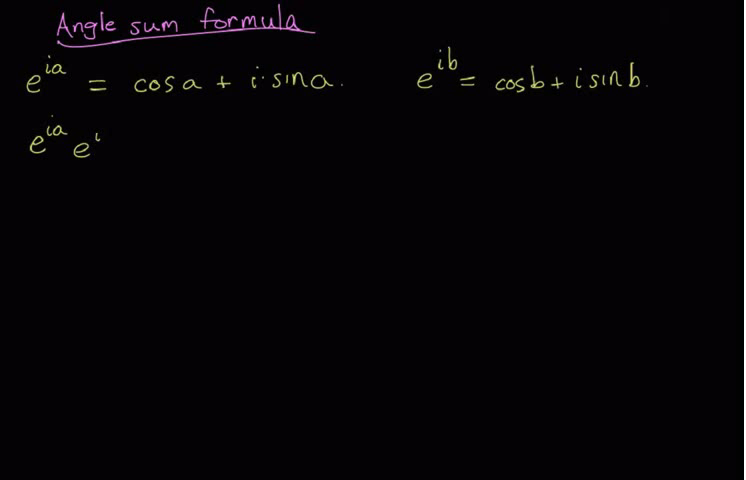 Angle sum formula
e^{ia} = cos a + i · sin a. e^{ib} = cos b + i sin b.
e^{ia} e^{i